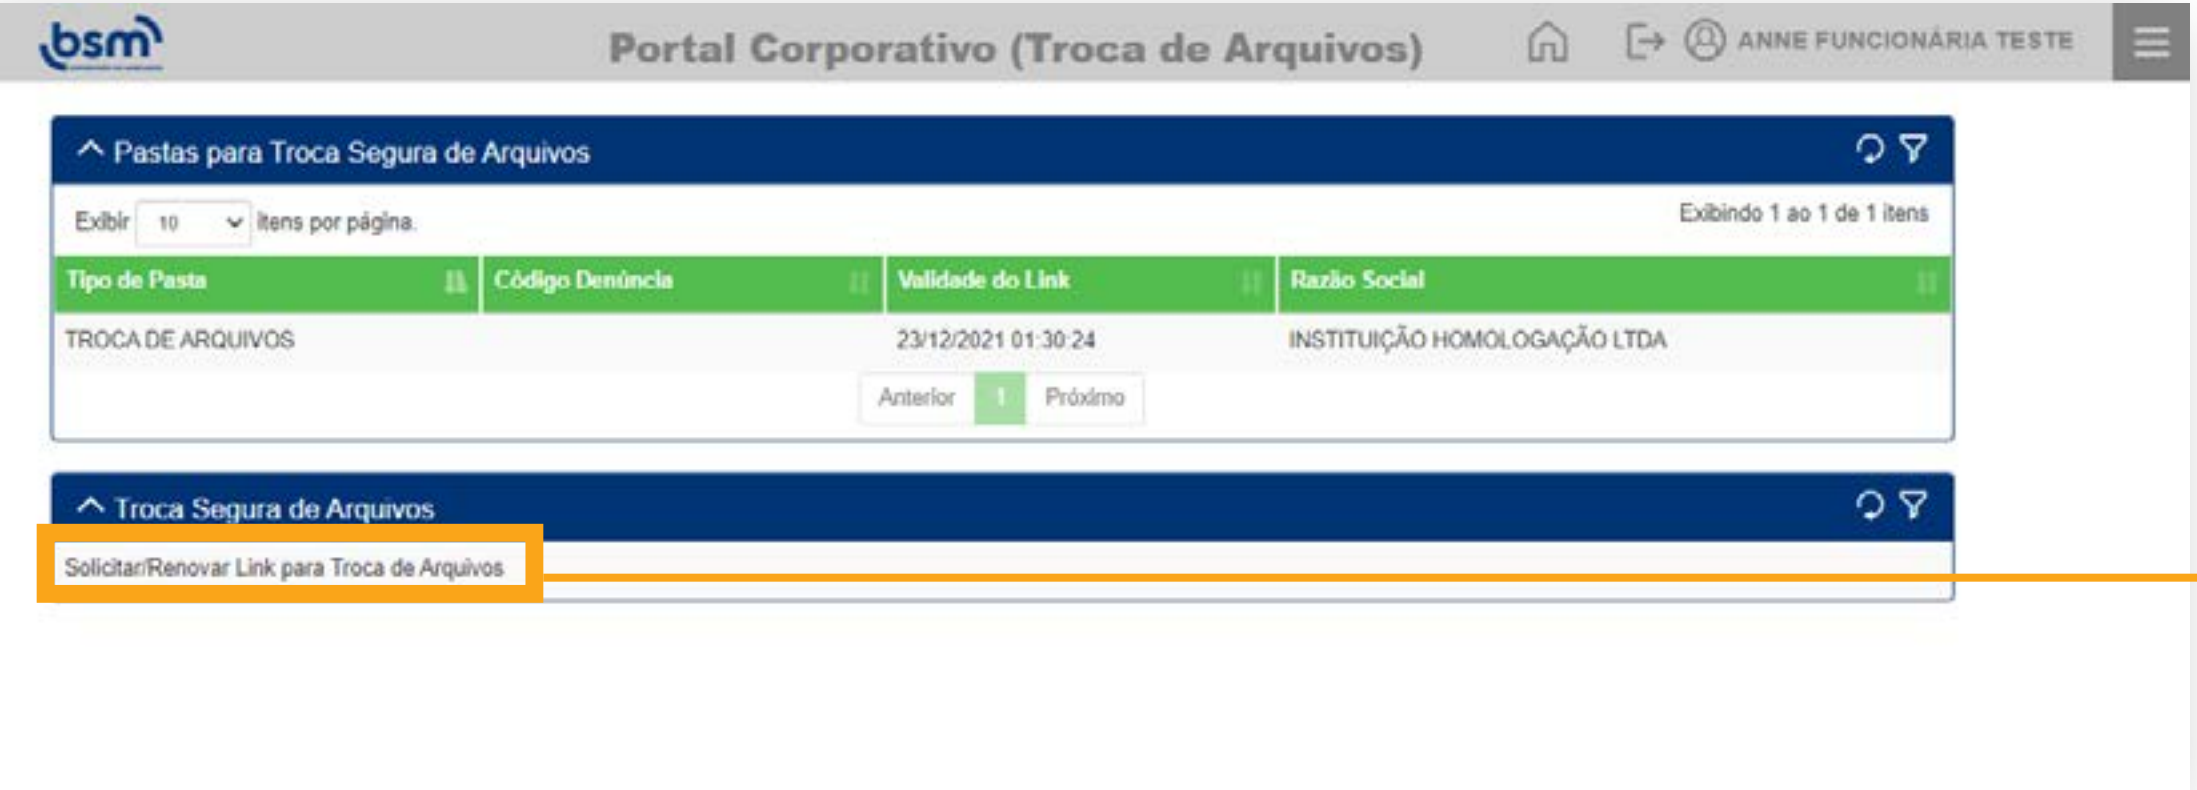 bsm
Portal Corporativo (Troca de Arquivos)
ANNE FUNCIONÁRIA TESTE
Pastas para Troca Segura de Arquivos
Exibir 10 itens por página.
Exibindo 1 ao 1 de 1 itens
Tipo de Pasta Código Denúncia Validade do Link Razão Social
TROCA DE ARQUIVOS 23/12/2021 01:30:24 INSTITUIÇÃO HOMOLOGAÇÃO LTDA
Anterior 1 Próximo
Troca Segura de Arquivos
Solicitar/Renovar Link para Troca de Arquivos